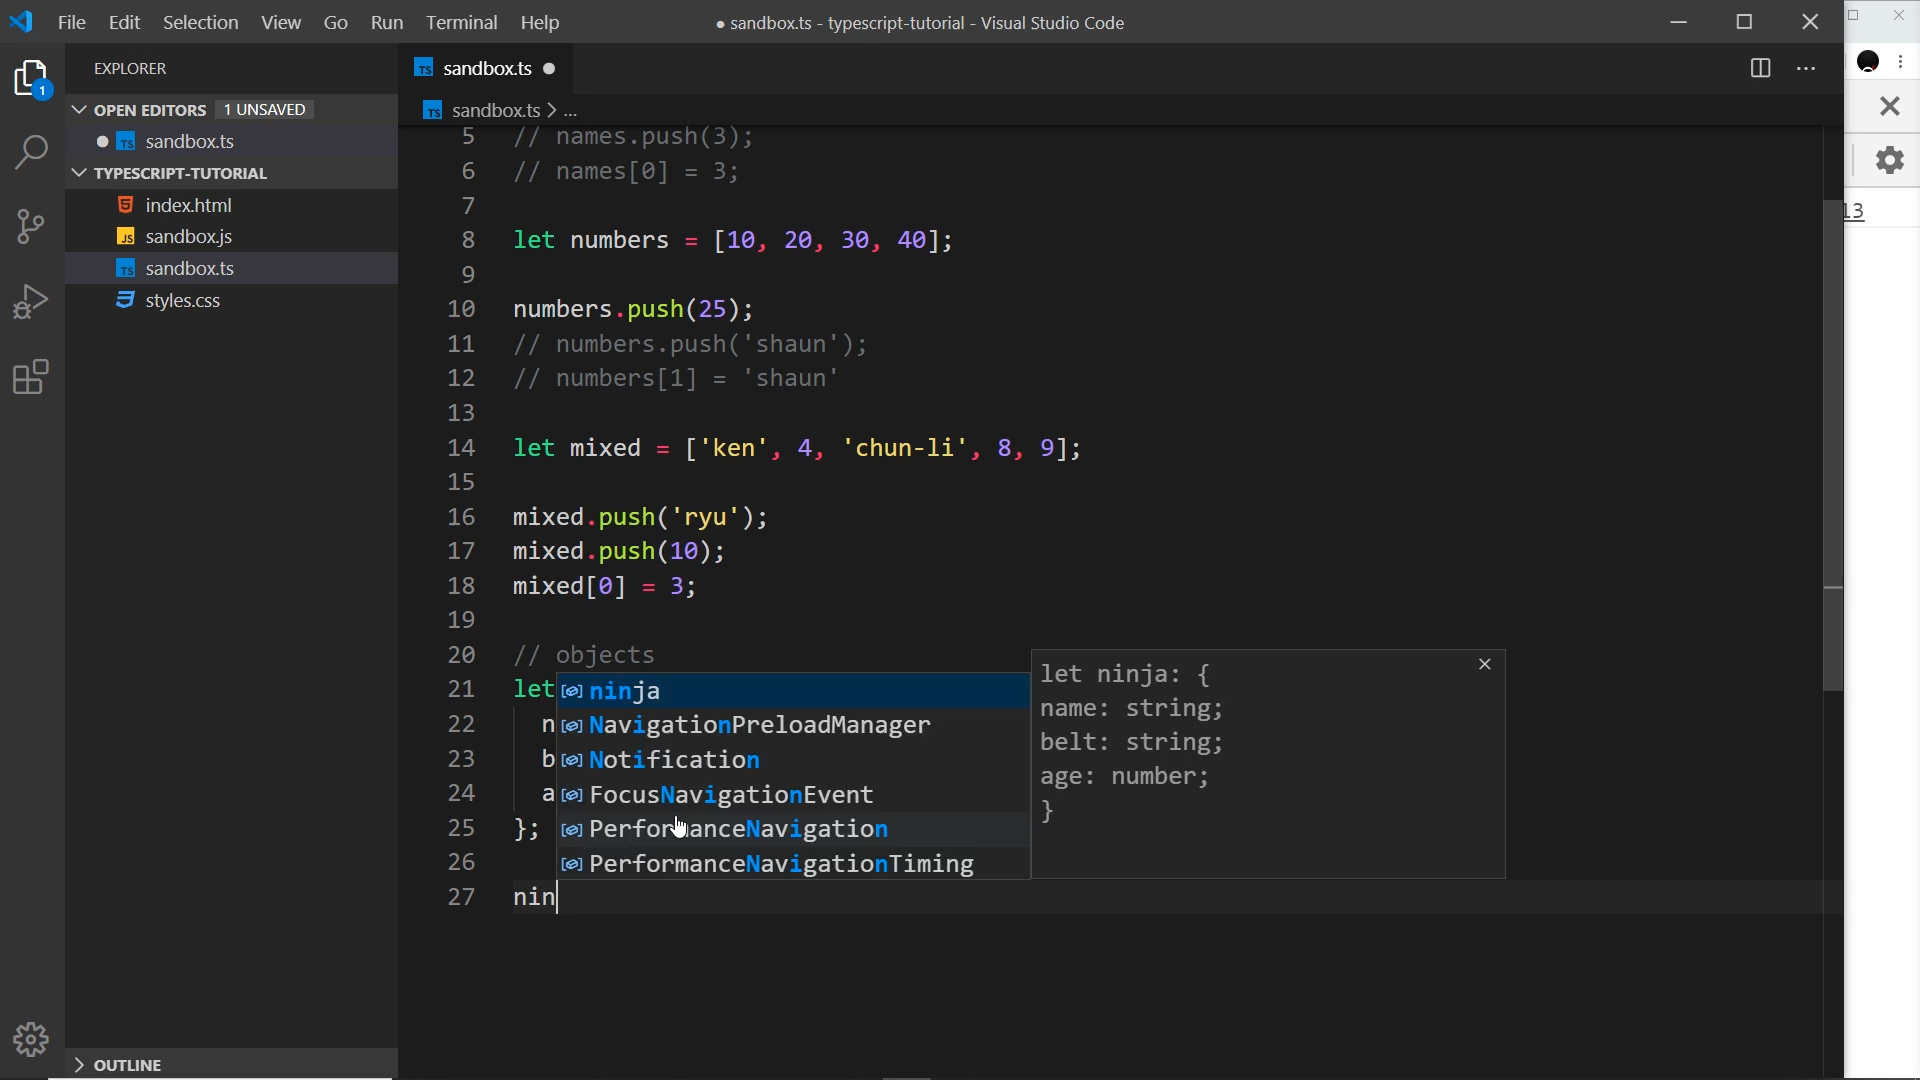 File Edit Selection View Go Run Terminal Help
● sandbox.ts - typescript-tutorial - Visual Studio Code
EXPLORER
OPEN EDITORS 1 UNSAVED
TS sandbox.ts
TYPESCRIPT-TUTORIAL
index.html
JS sandbox.js
TS sandbox.ts
styles.css
OUTLINE
1
TS sandbox.ts
TS sandbox.ts > ...
5 // names.push(3);
6 // names[0] = 3;
7
8 let numbers = [10, 20, 30, 40];
9
10 numbers.push(25);
11 // numbers.push('shaun');
12 // numbers[1] = 'shaun'
13
14 let mixed = ['ken', 4, 'chun-li', 8, 9];
15
16 mixed.push('ryu');
17 mixed.push(10);
18 mixed[0] = 3;
19
20 // objects
21 let
22 n
23 b
24 a
25 };
26
27 nin
ninja
NavigationPreloadManager
Notification
FocusNavigationEvent
PerformanceNavigation
PerformanceNavigationTiming
let ninja: {
name: string;
belt: string;
age: number;
}
13